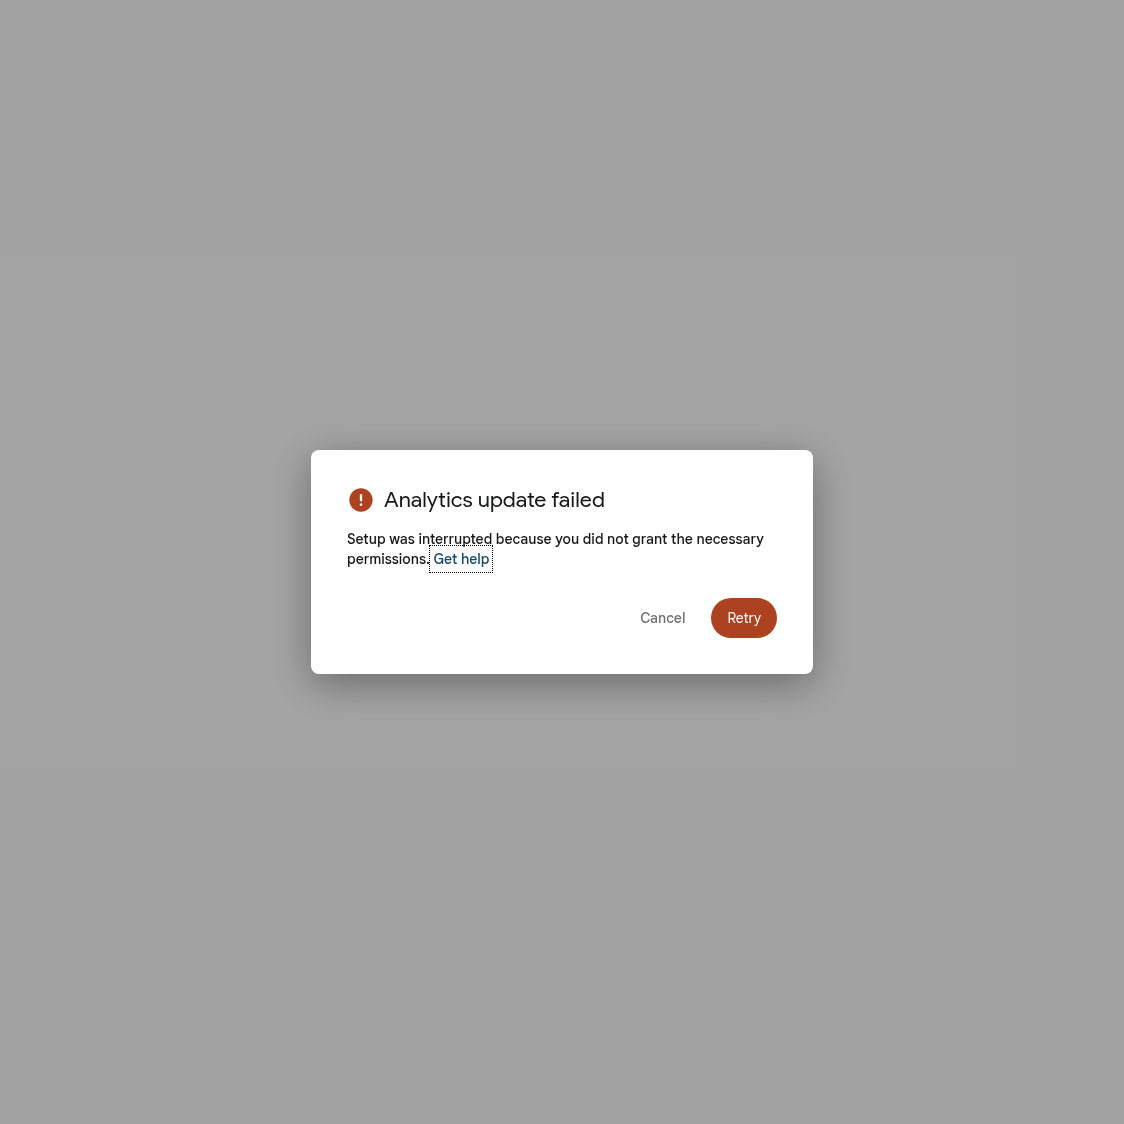 Analytics update failed
Setup was interrupted because you did not grant the necessary
permissions. Get help
Cancel
Retry